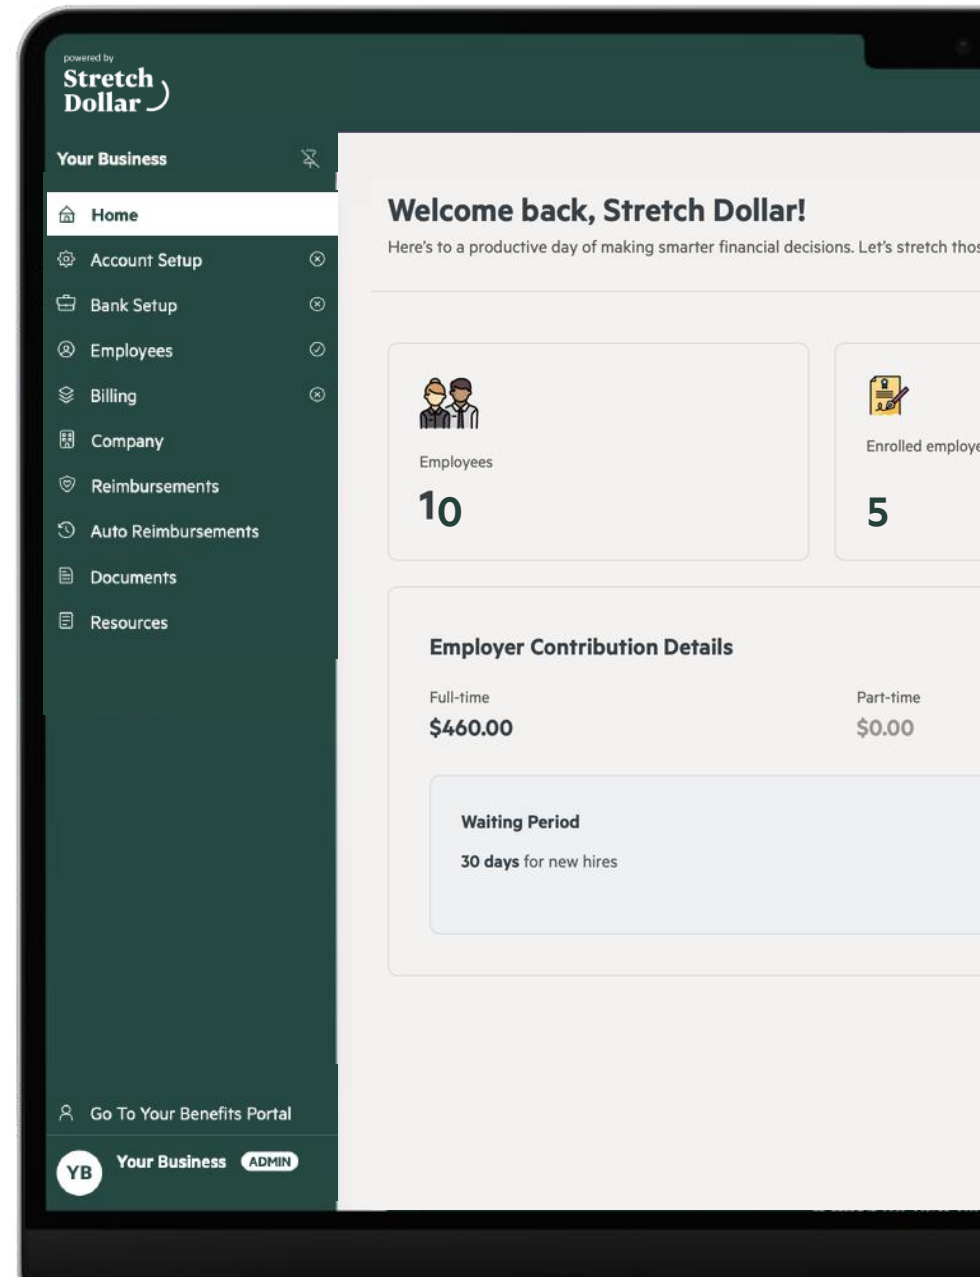 powered by
Stretch
Dollar
Your Business
Home
Account Setup
Bank Setup
Employees
Billing
Company
Reimbursements
Auto Reimbursements
Documents
Resources
Go To Your Benefits Portal
YB Your Business ADMIN
Welcome back, Stretch Dollar!
Here's to a productive day of making smarter financial decisions. Let's stretch
Employees
10
Enrolled
5
Employer Contribution Details
Full-time
$460.00
Part-time
$0.00
Waiting Period
30 days for new hires